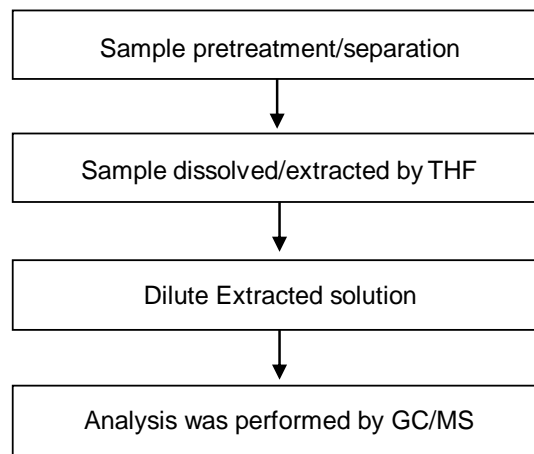 Sample pretreatment/separation
Sample dissolved/extracted by THF
Dilute Extracted solution
Analysis was performed by GC/MS